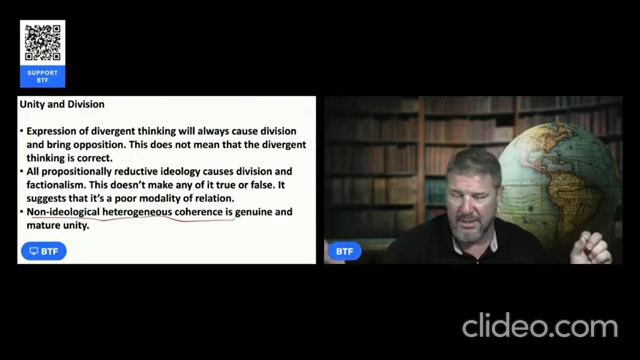 SUPPORT
BTF
Unity and Division
• Expression of divergent thinking will always cause division
and bring opposition. This does not mean that the divergent
thinking is correct.
• All propositionally reductive ideology causes division and
factionalism. This doesn't make any of it true or false. It
suggests that it's a poor modality of relation.
• Non-ideological heterogeneous coherence is genuine and
mature unity.
BTF
BTF
clideo.com